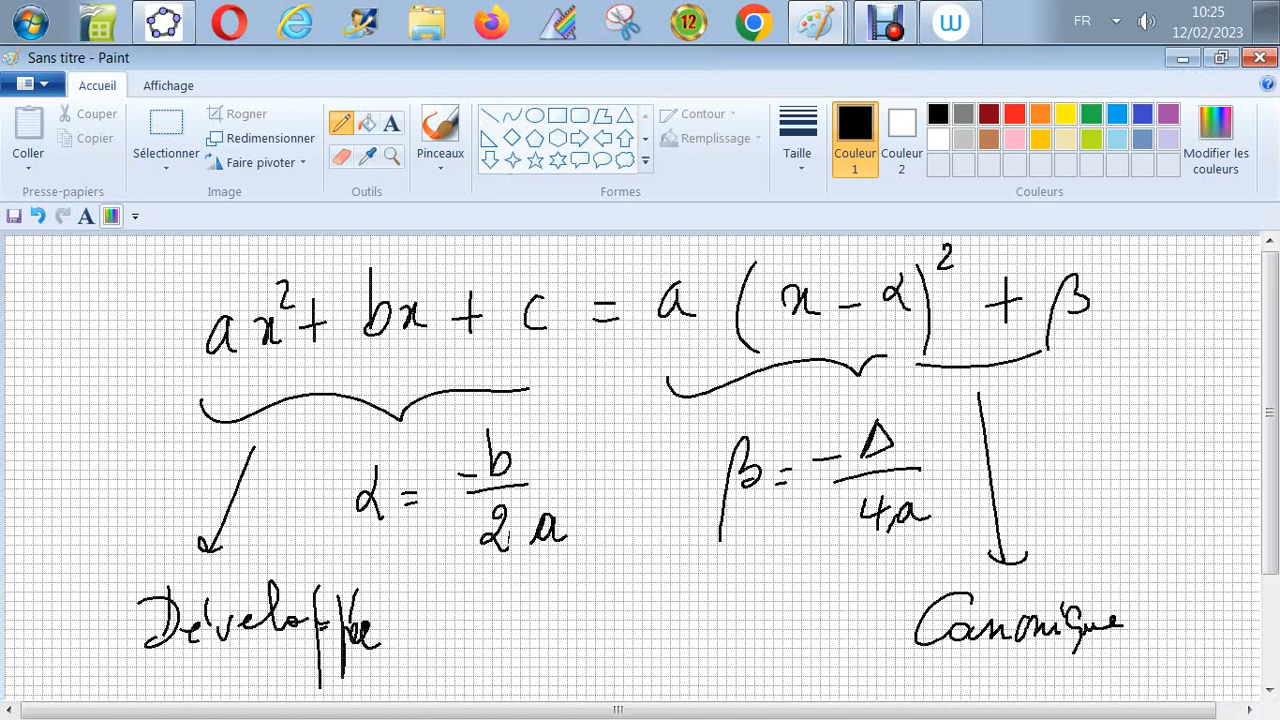 12
W
FR
10:25
12/02/2023
Sans titre - Paint
Accueil Affichage
Coller
Couper
Copier
Presse-papiers
Sélectionner
Rogner
Redimensionner
Faire pivoter
Image
A
Outils
Pinceaux
Contour
Remplissage
Formes
Taille
Couleur 1
Couleur 2
Modifier les couleurs
Couleurs
A
ax² + bx + c = a (x - α)² + β
α = -b/2a
β = -Δ/4a
Développée
Canonique